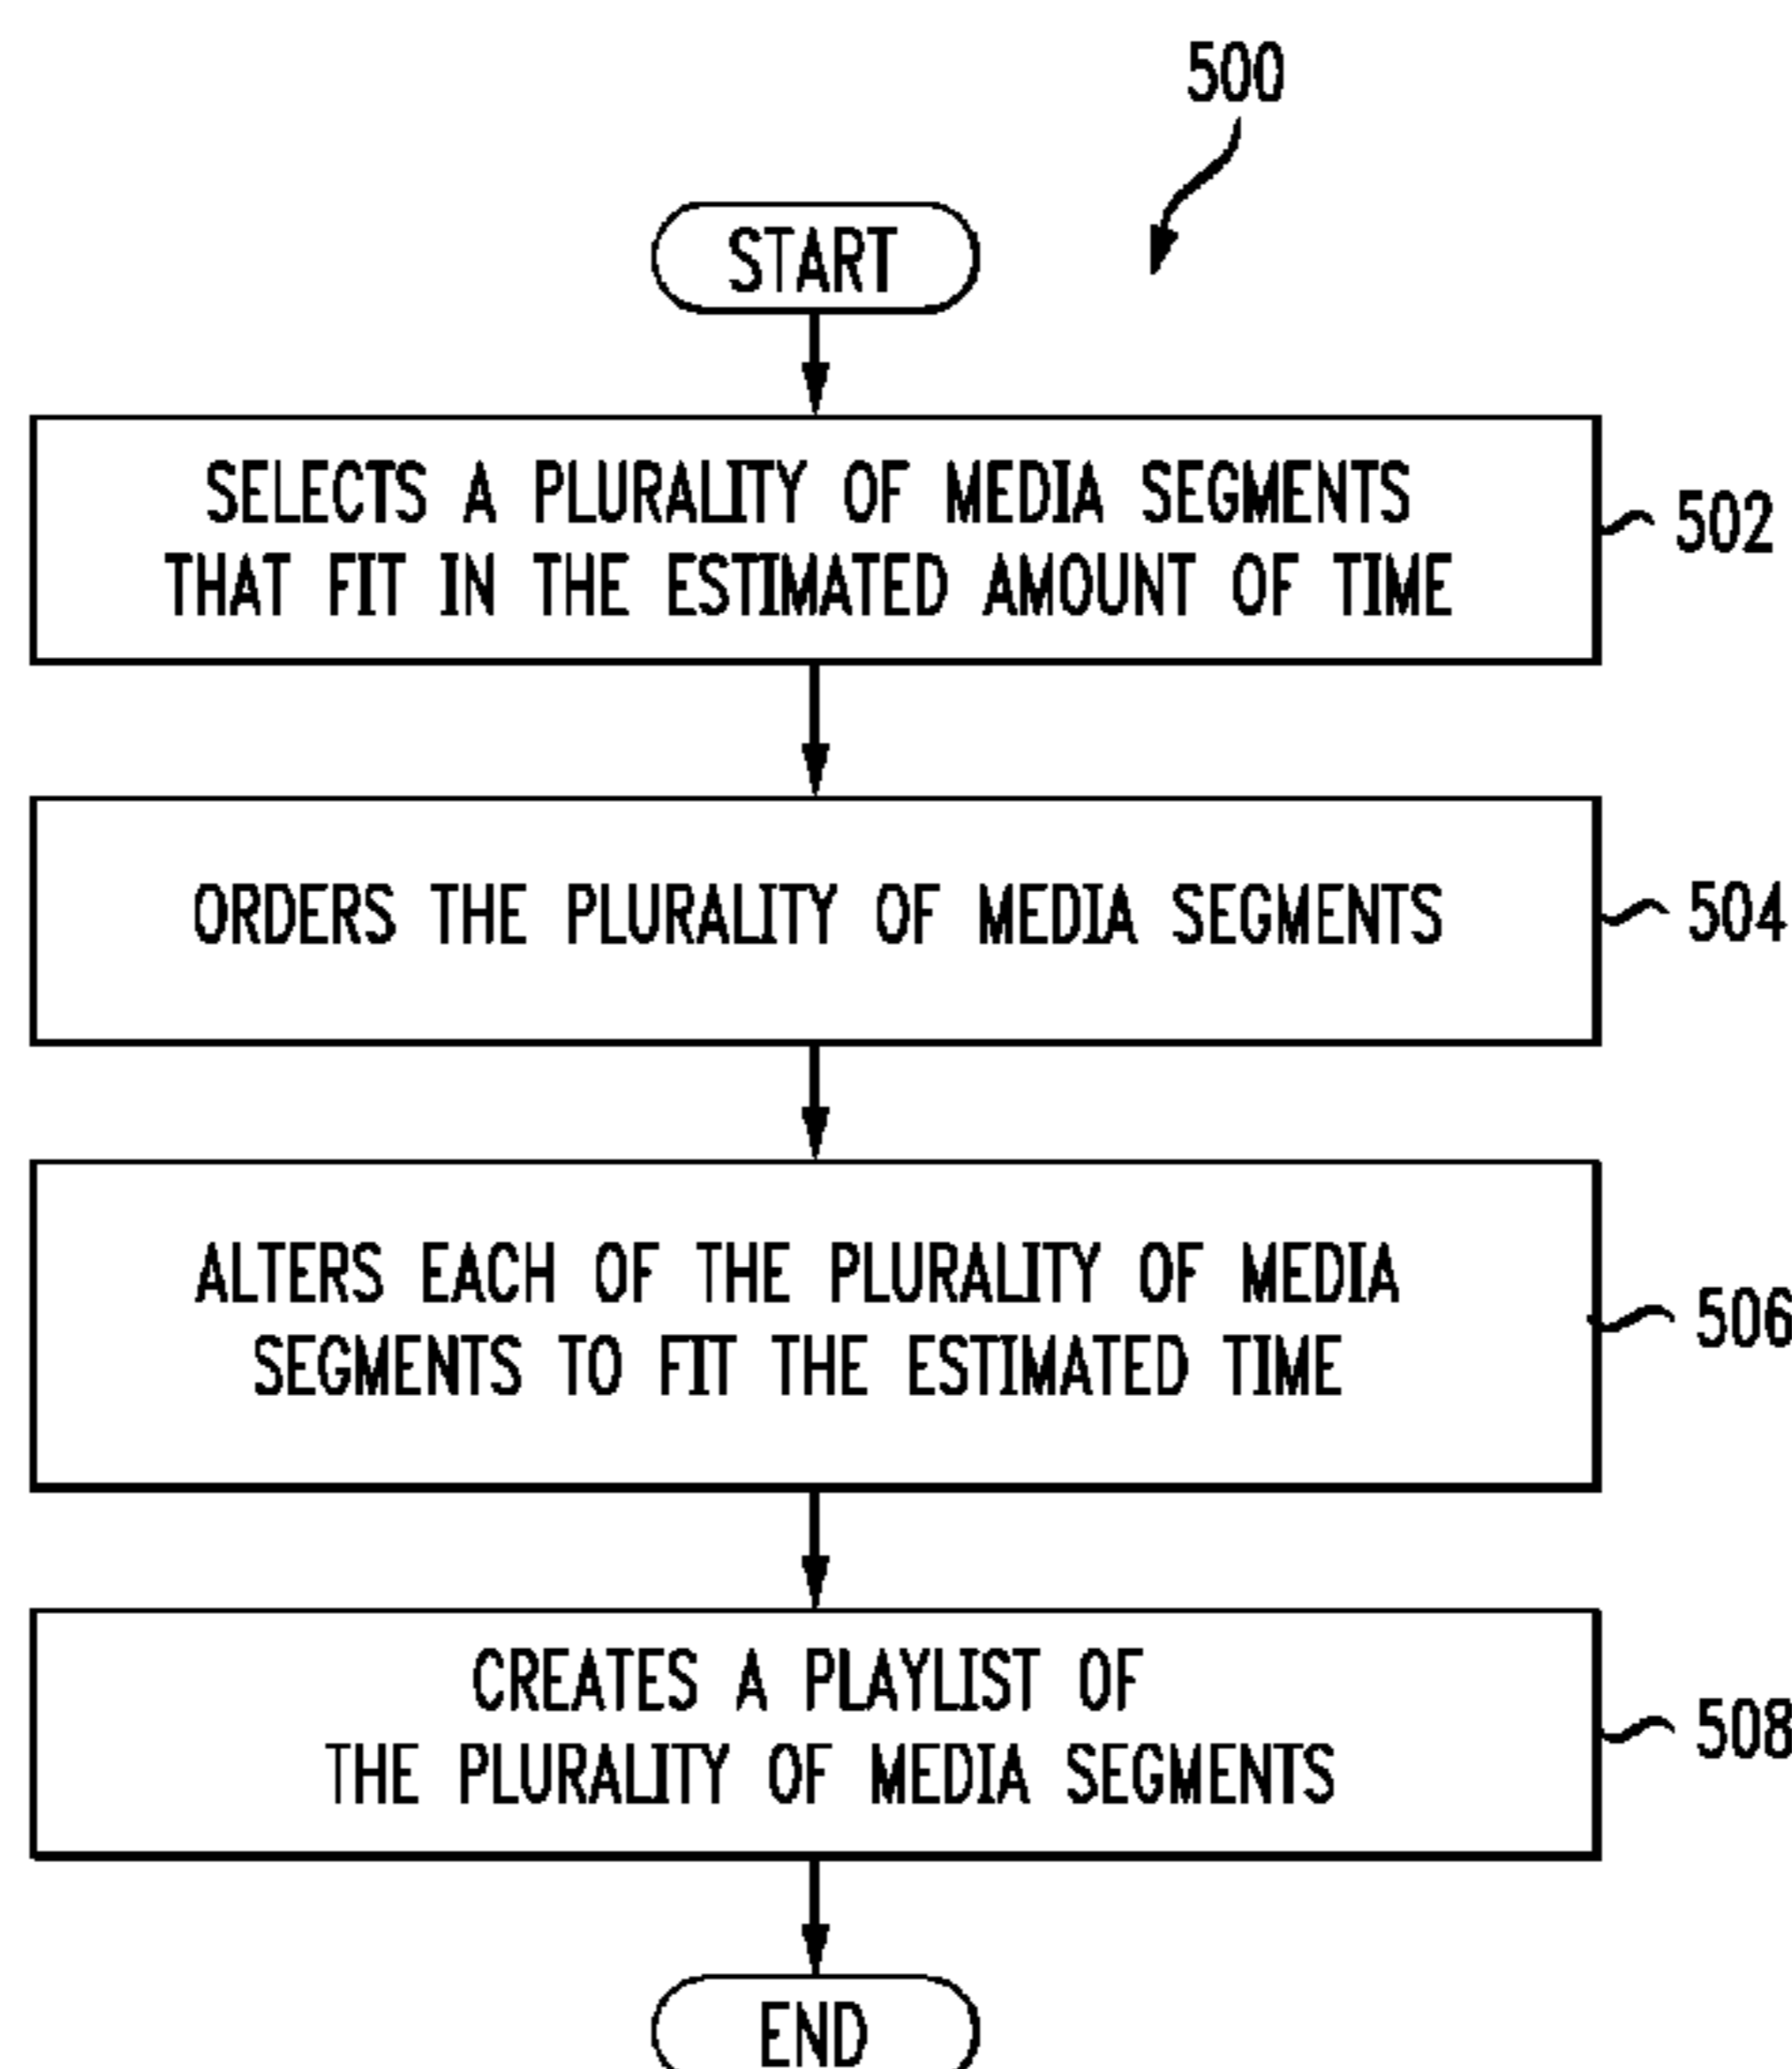 500
START
SELECTS A PLURALITY OF MEDIA SEGMENTS
THAT FIT IN THE ESTIMATED AMOUNT OF TIME
502
ORDERS THE PLURALITY OF MEDIA SEGMENTS
504
ALTERS EACH OF THE PLURALITY OF MEDIA
SEGMENTS TO FIT THE ESTIMATED TIME
506
CREATES A PLAYLIST OF
THE PLURALITY OF MEDIA SEGMENTS
508
END